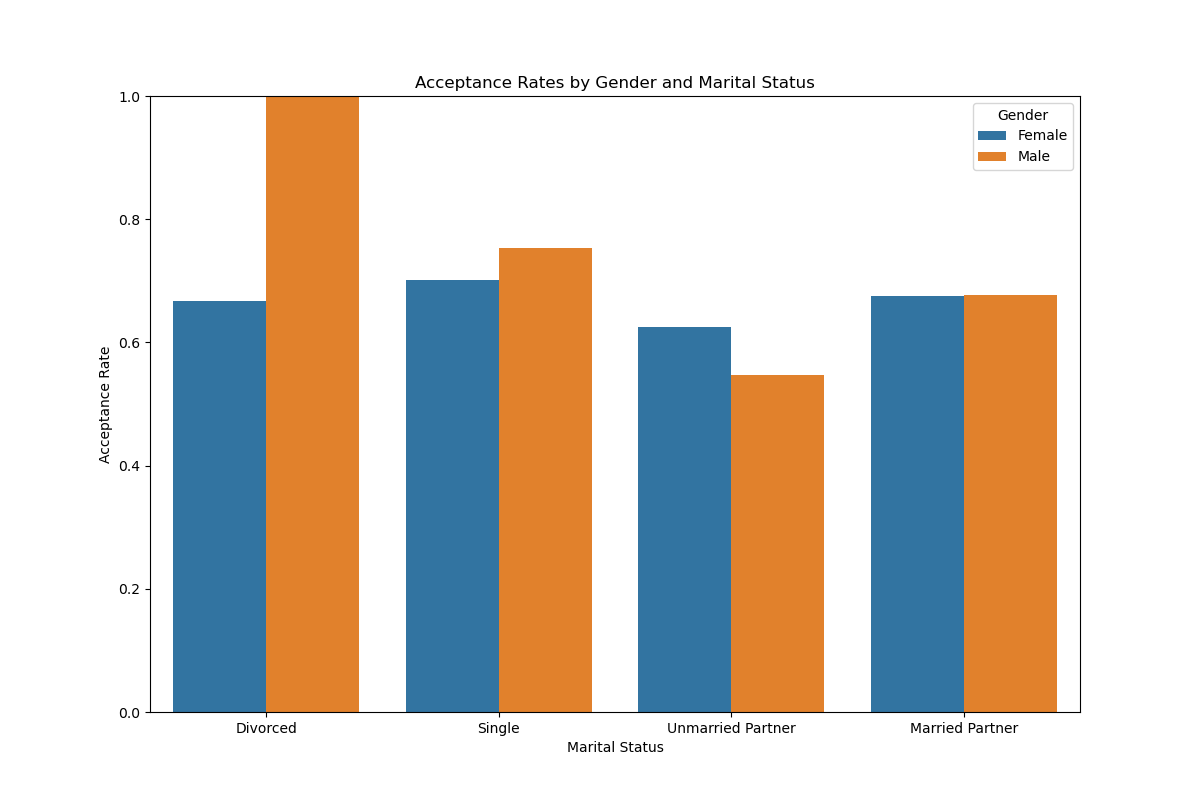 Acceptance Rates by Gender and Marital Status
1.0
0.8
0.6
0.4
0.2
0.0
Acceptance Rate
Gender
Female
Male
Divorced
Single
Unmarried Partner
Married Partner
Marital Status